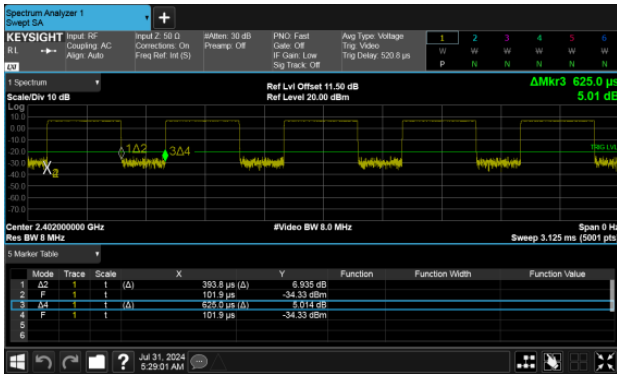 Spectrum Analyzer 1
Swept SA
KEYSIGHT Input: RF Input Z: 50 Ω #Atten: 30 dB PNO: Fast Avg Type: Voltage 1 2 3 4 5 6
RL Coupling: AC Corrections: On Preamp: Off Gate: Off Trig: Video W W W W W W
Align: Auto Freq Ref: Int (S) IF Gain: Low Trig Delay: 520.8 µs P N N N N N
LXI Sig Track: Off
1 Spectrum Ref Lvl Offset 11.50 dB ΔMkr3 625.0 µs
Scale/Div 10 dB Ref Level 20.00 dBm 5.01 dB
Log
10.0
0.00
-10.0
-20.0 1Δ2 3Δ4 TRIG LVL
-30.0
-40.0
-50.0
-60.0
-70.0
Center 2.402000000 GHz #Video BW 8.0 MHz Span 0 Hz
Res BW 8 MHz Sweep 3.125 ms (5001 pts)
5 Marker Table
Mode Trace Scale X Y Function Function Width Function Value
1 Δ2 1 t (Δ) 393.8 µs (Δ) 6.935 dB
2 F 1 t 101.9 µs -34.33 dBm
3 Δ4 1 t (Δ) 625.0 µs (Δ) 5.014 dB
4 F 1 t 101.9 µs -34.33 dBm
5
6
? Jul 31, 2024
5:29:01 AM